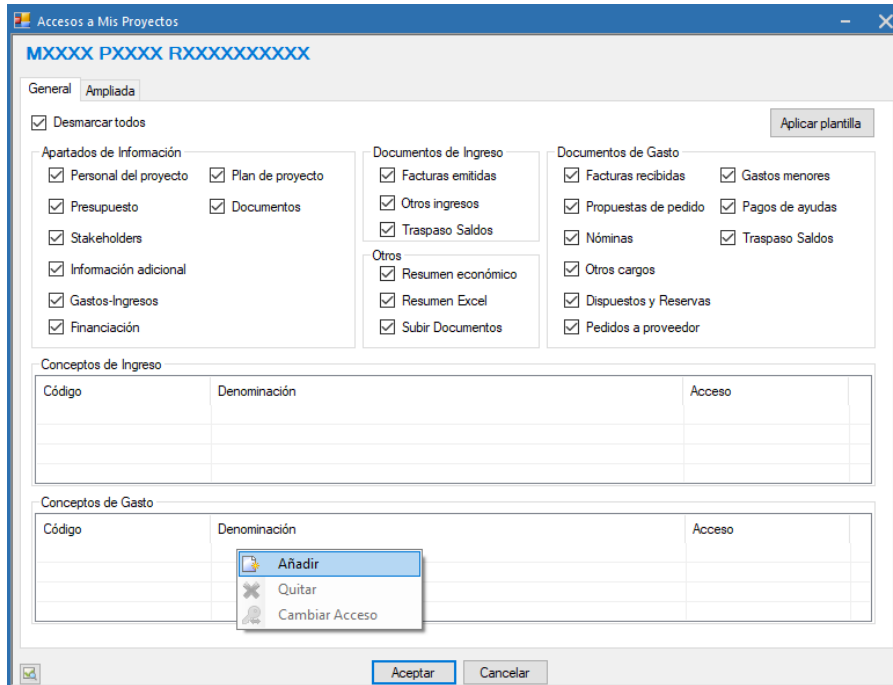 Accesos a Mis Proyectos
MXXXX PXXXX RXXXXXXXXXX
General Ampliada
Desmarcar todos
Aplicar plantilla
Apartados de Información
Personal del proyecto Plan de proyecto
Presupuesto Documentos
Stakeholders
Información adicional
Gastos-Ingresos
Financiación
Documentos de Ingreso
Facturas emitidas
Otros ingresos
Traspaso Saldos
Otros
Resumen económico
Resumen Excel
Subir Documentos
Documentos de Gasto
Facturas recibidas Gastos menores
Propuestas de pedido Pagos de ayudas
Nóminas Traspaso Saldos
Otros cargos
Dispuestos y Reservas
Pedidos a proveedor
Conceptos de Ingreso
Código Denominación Acceso
Conceptos de Gasto
Código Denominación Acceso
Añadir
Quitar
Cambiar Acceso
Aceptar Cancelar